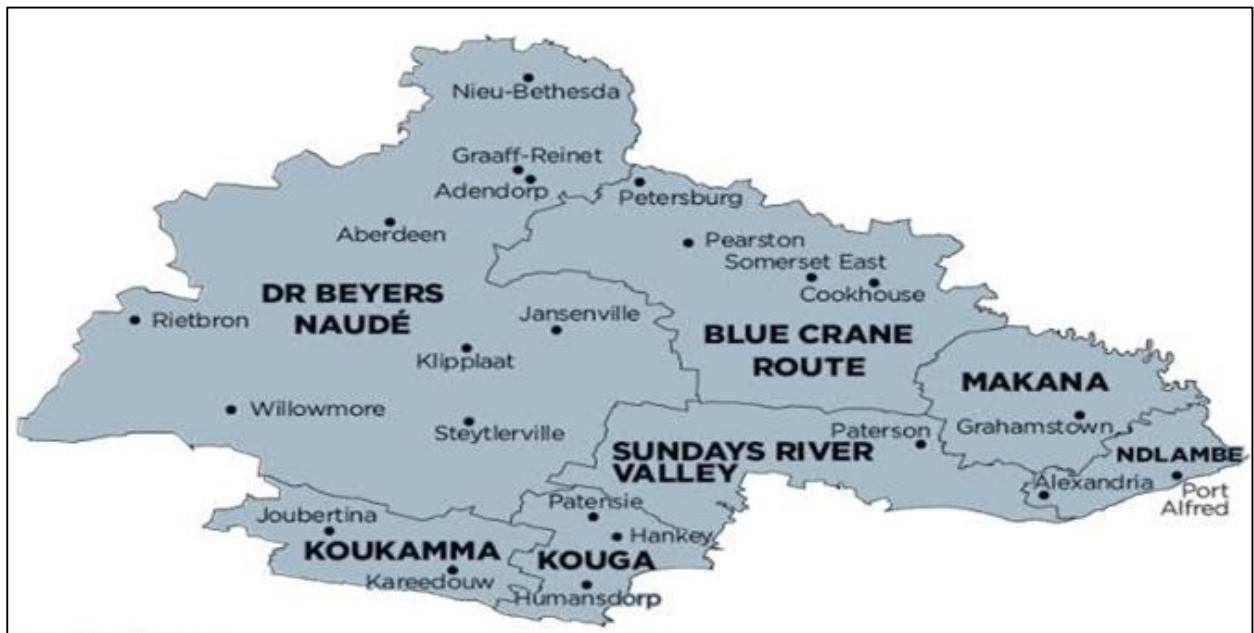 Nieu-Bethesda
Graaff-Reinet
Adendorp
Petersburg
Aberdeen
Pearston
Somerset East
Cookhouse
DR BEYERS
NAUDÉ
Rietbron
Jansenville
Klipplaat
BLUE CRANE
ROUTE
MAKANA
Willowmore
Steytlerville
Grahamstown
Paterson
SUNDAYS RIVER
VALLEY
NDLAMBE
Alexandria
Port
Alfred
Patensie
Joubertina
Hankey
KOUKAMMA
KOUGA
Kareedouw
Humansdorp